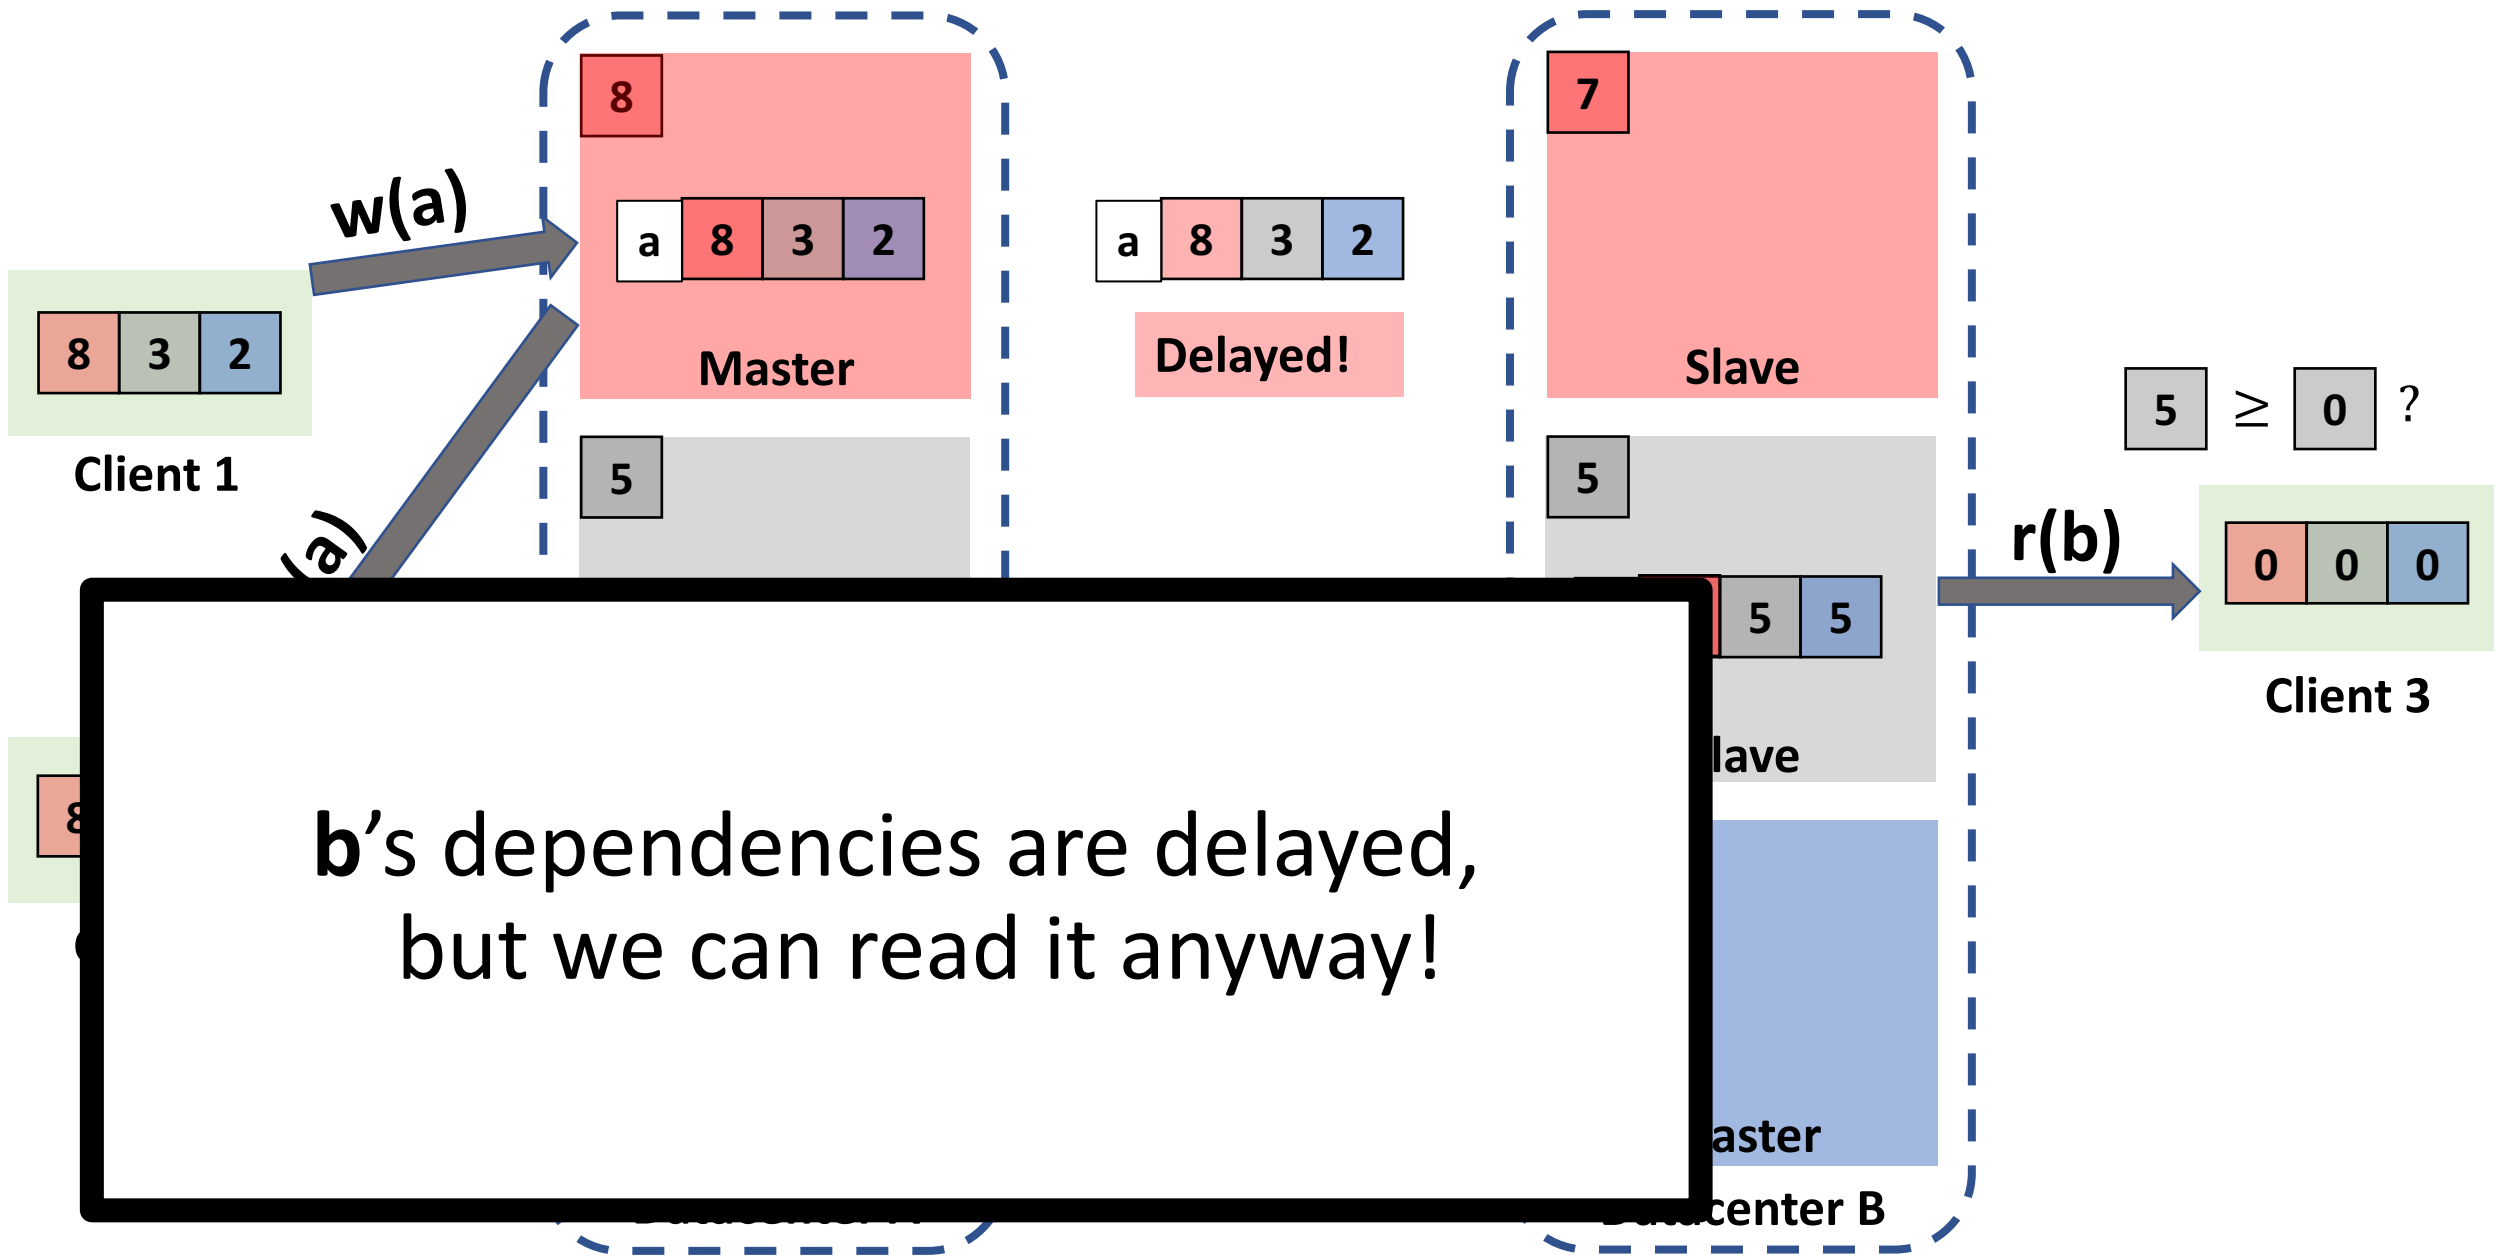 8
7
w(a)
a 8 3 2
a 8 3 2
8 3 2
Master
Delayed!!
Slave
5 ≥ 0 ?
Client 1
5
5
a)
r(b)
0 0 0
5 5
Client 3
8
b’s dependencies are delayed,
but we can read it anyway!
B